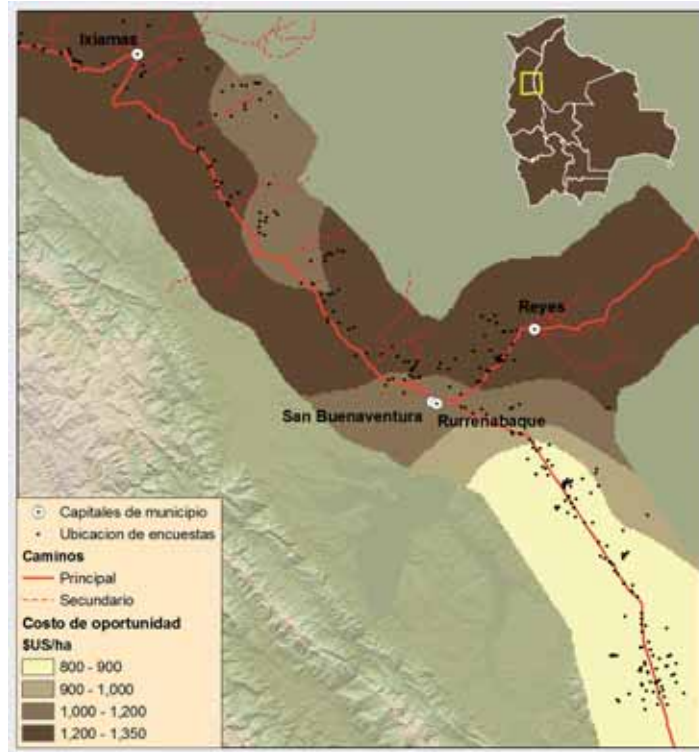 Ixiamas
Reyes
San Buenaventura
Rurrenabaque
Capitales de municipio
Ubicacion de encuestas
Caminos
Principal
Secundario
Costo de oportunidad
$US/ha
800 - 900
900 - 1,000
1,000 - 1,200
1,200 - 1,350